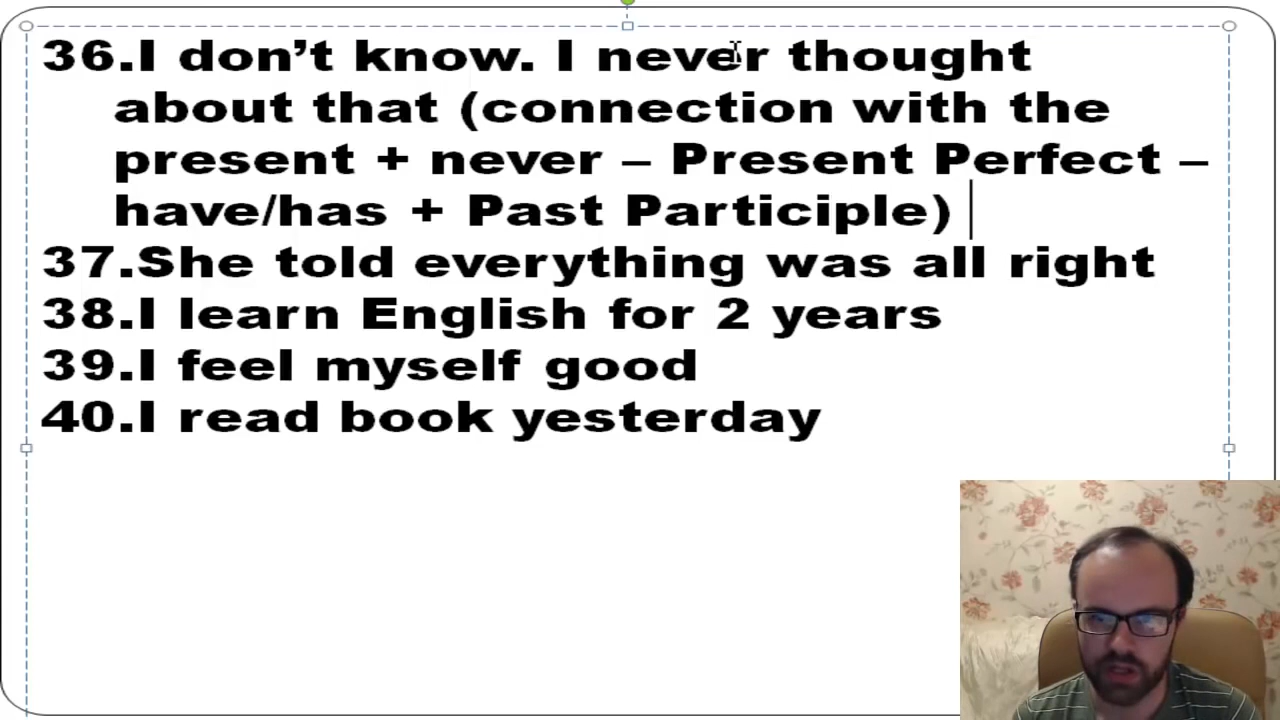 36.I don’t know. I never thought
about that (connection with the
present + never – Present Perfect –
have/has + Past Participle)
37.She told everything was all right
38.I learn English for 2 years
39.I feel myself good
40.I read book yesterday